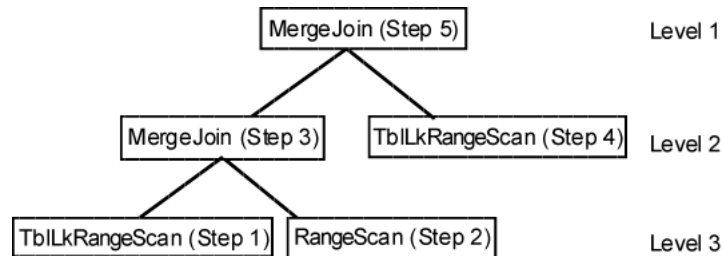 MergeJoin (Step 5) Level 1
MergeJoin (Step 3) TblLkRangeScan (Step 4) Level 2
TblLkRangeScan (Step 1) RangeScan (Step 2) Level 3